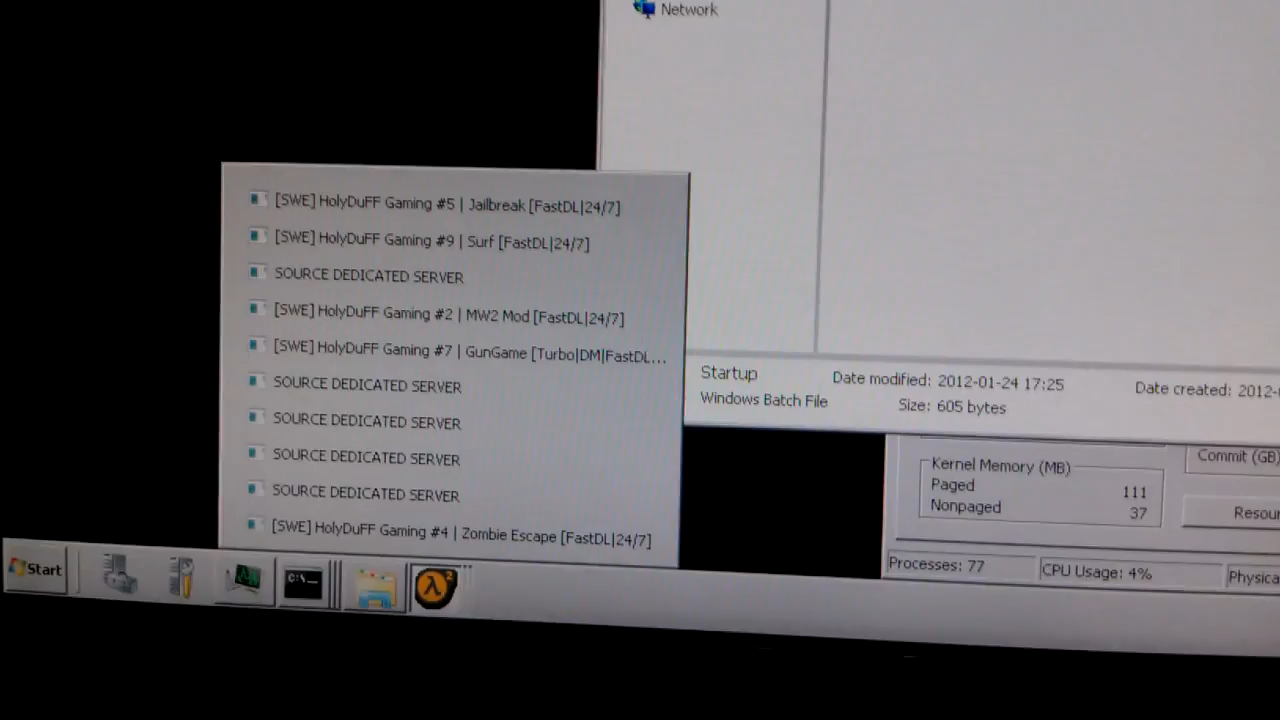 Network
[SWE] HolyDuFF Gaming #5 | Jailbreak [FastDL|24/7]
[SWE] HolyDuFF Gaming #9 | Surf [FastDL|24/7]
SOURCE DEDICATED SERVER
[SWE] HolyDuFF Gaming #2 | MW2 Mod [FastDL|24/7]
[SWE] HolyDuFF Gaming #7 | GunGame [Turbo|DM|FastDL...
SOURCE DEDICATED SERVER
SOURCE DEDICATED SERVER
SOURCE DEDICATED SERVER
SOURCE DEDICATED SERVER
[SWE] HolyDuFF Gaming #4 | Zombie Escape [FastDL|24/7]
Startup Date modified: 2012-01-24 17:25 Date created: 2012-
Windows Batch File Size: 605 bytes
Kernel Memory (MB) Commit (GB)
Paged 111
Nonpaged 37 Resou
Processes: 77 CPU Usage: 4% Physica
Start C:\_ 2